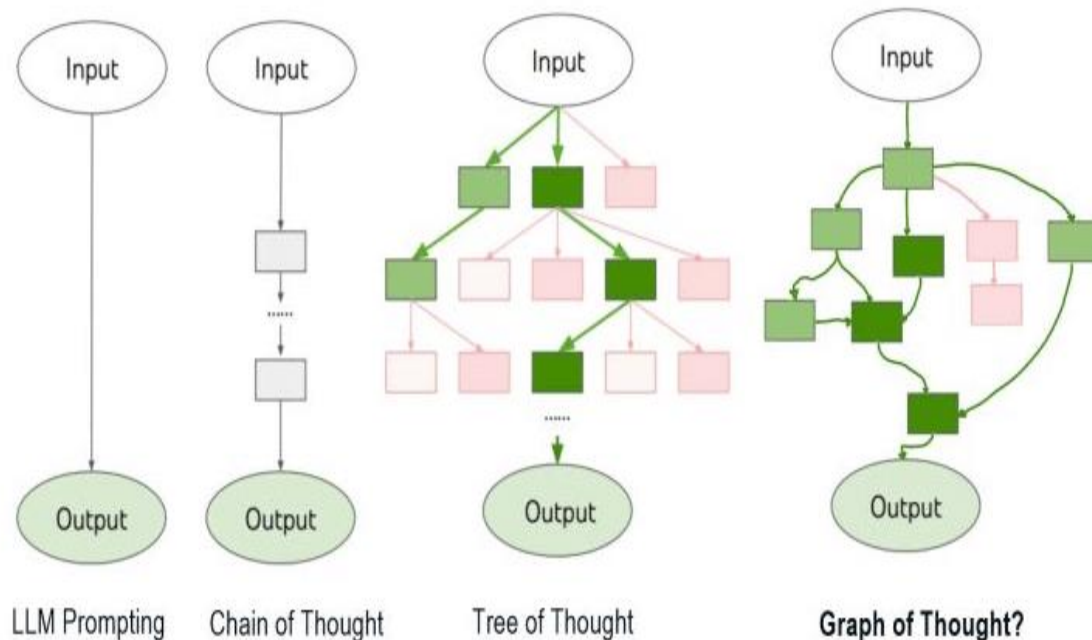 Input
Input
Input
Input
......
......
Output
Output
Output
Output
LLM Prompting
Chain of Thought
Tree of Thought
Graph of Thought?